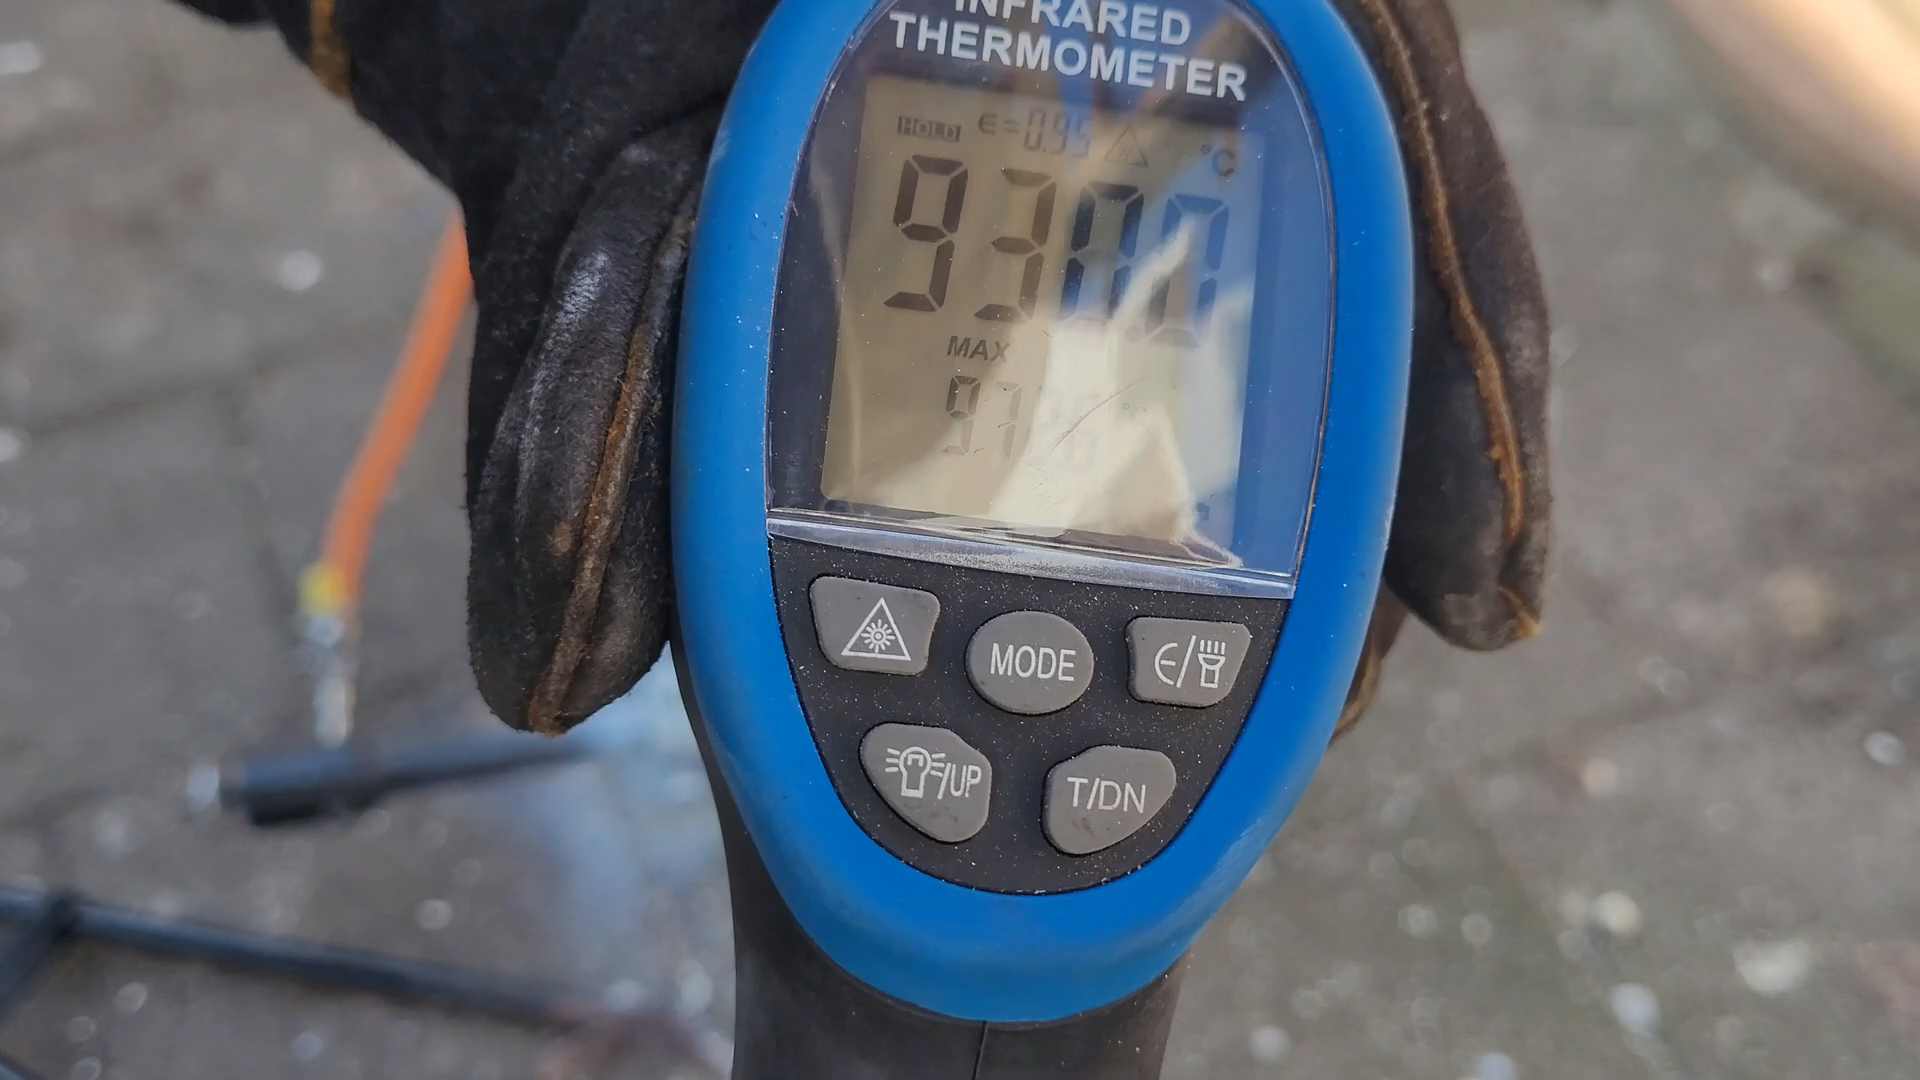 INFRARED
THERMOMETER
HOLD ∈=0.95 °C
930.0
MAX
MODE
∈/
/UP
T/DN